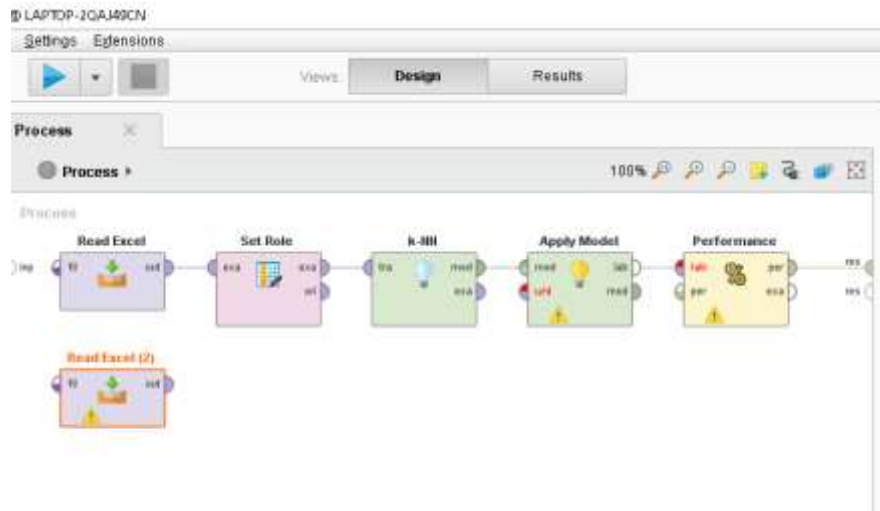 LAPTOP-2QAJ49CN
Settings Extensions
Views: Design Results
Process
Process
100%
Process
Read Excel Set Role k-NN Apply Model Performance
inp fil out exa exa tra mod mod lab lab per res
ori exa unl mod per exa res
Read Excel (2)
fil out